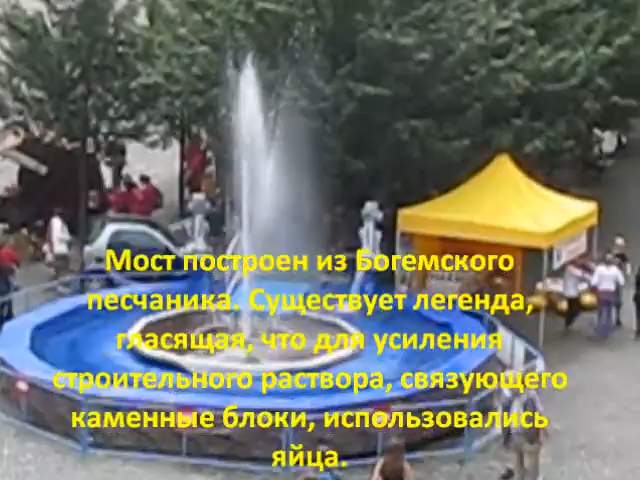 Мост построен из Богемского
песчаника. Существует легенда,
гласящая, что для усиления
строительного раствора, связующего
каменные блоки, использовались
яйца.